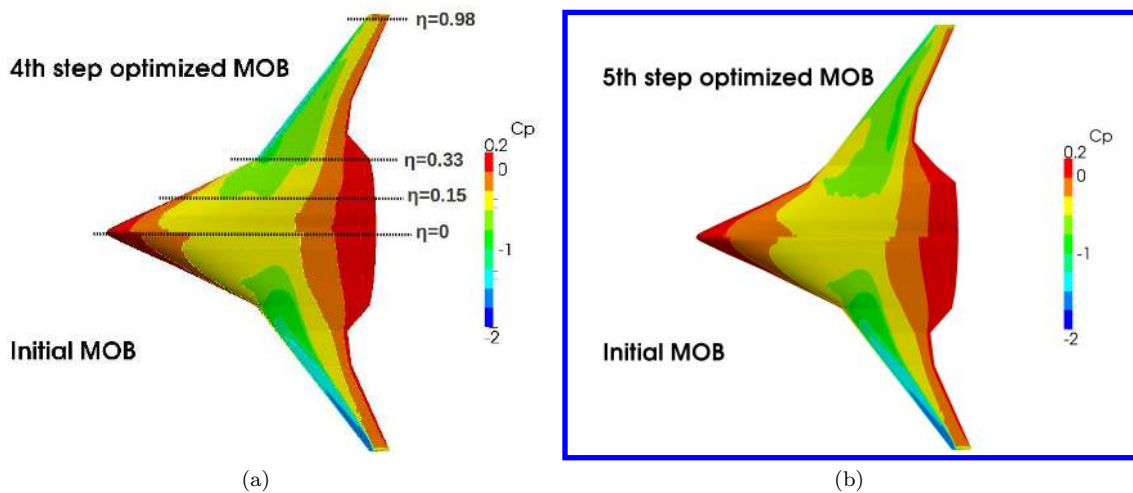 η=0.98
4th step optimized MOB
Cp
0.2
0
η=0.33
η=0.15
η=0
-1
-2
Initial MOB
(a)
5th step optimized MOB
Cp
0.2
0
-1
-2
Initial MOB
(b)